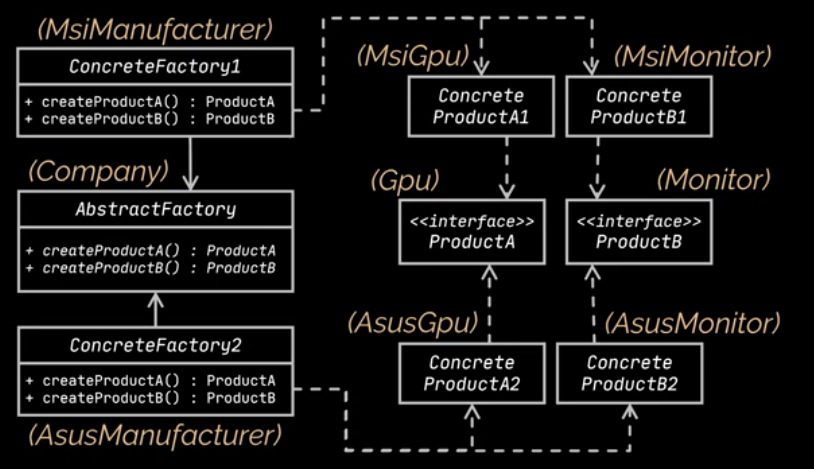 (MsiManufacturer)
ConcreteFactory1
+ createProductA() : ProductA
+ createProductB() : ProductB
(Company)
AbstractFactory
+ createProductA() : ProductA
+ createProductB() : ProductB
ConcreteFactory2
+ createProductA() : ProductA
+ createProductB() : ProductB
(AsusManufacturer)
(MsiGpu)
Concrete
ProductA1
(MsiMonitor)
Concrete
ProductB1
(Gpu)
<<interface>>
ProductA
(Monitor)
<<interface>>
ProductB
(AsusGpu)
Concrete
ProductA2
(AsusMonitor)
Concrete
ProductB2